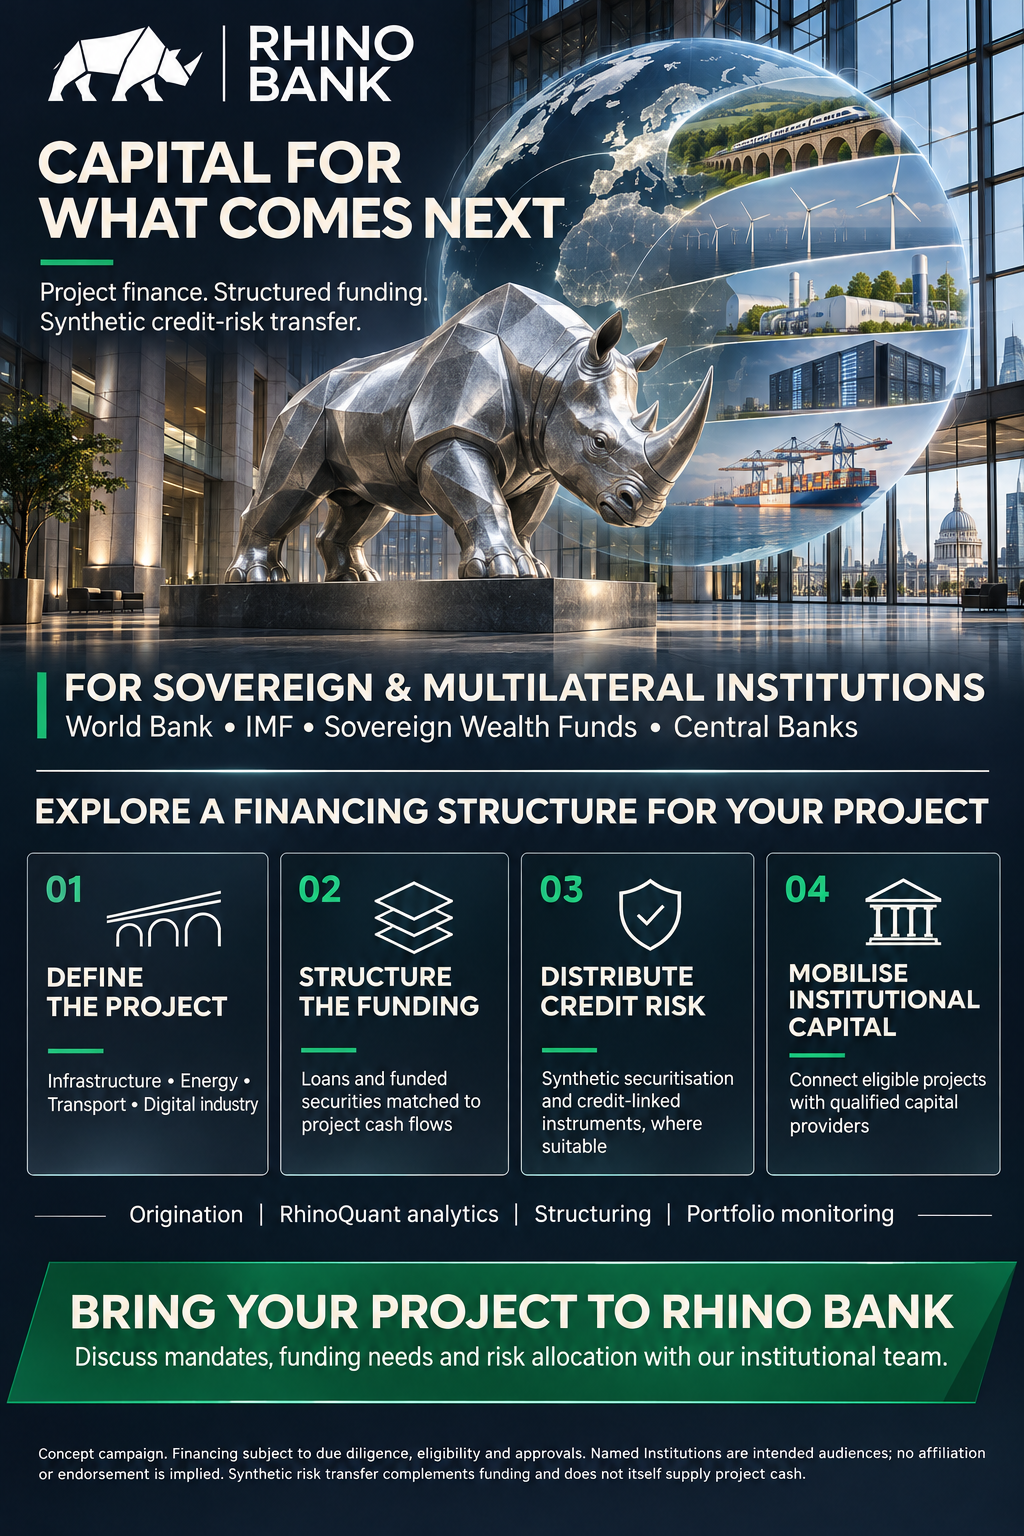 RHINO
BANK
CAPITAL FOR
WHAT COMES NEXT
Project finance. Structured funding.
Synthetic credit-risk transfer.
FOR SOVEREIGN & MULTILATERAL INSTITUTIONS
World Bank • IMF • Sovereign Wealth Funds • Central Banks
EXPLORE A FINANCING STRUCTURE FOR YOUR PROJECT
01
DEFINE
THE PROJECT
Infrastructure • Energy •
Transport • Digital industry
02
STRUCTURE
THE FUNDING
Loans and funded
securities matched to
project cash flows
03
DISTRIBUTE
CREDIT RISK
Synthetic securitisation
and credit-linked
instruments, where
suitable
04
MOBILISE
INSTITUTIONAL
CAPITAL
Connect eligible projects
with qualified capital
providers
Origination | RhinoQuant analytics | Structuring | Portfolio monitoring
BRING YOUR PROJECT TO RHINO BANK
Discuss mandates, funding needs and risk allocation with our institutional team.
Concept campaign. Financing subject to due diligence, eligibility and approvals. Named Institutions are intended audiences; no affiliation
or endorsement is implied. Synthetic risk transfer complements funding and does not itself supply project cash.